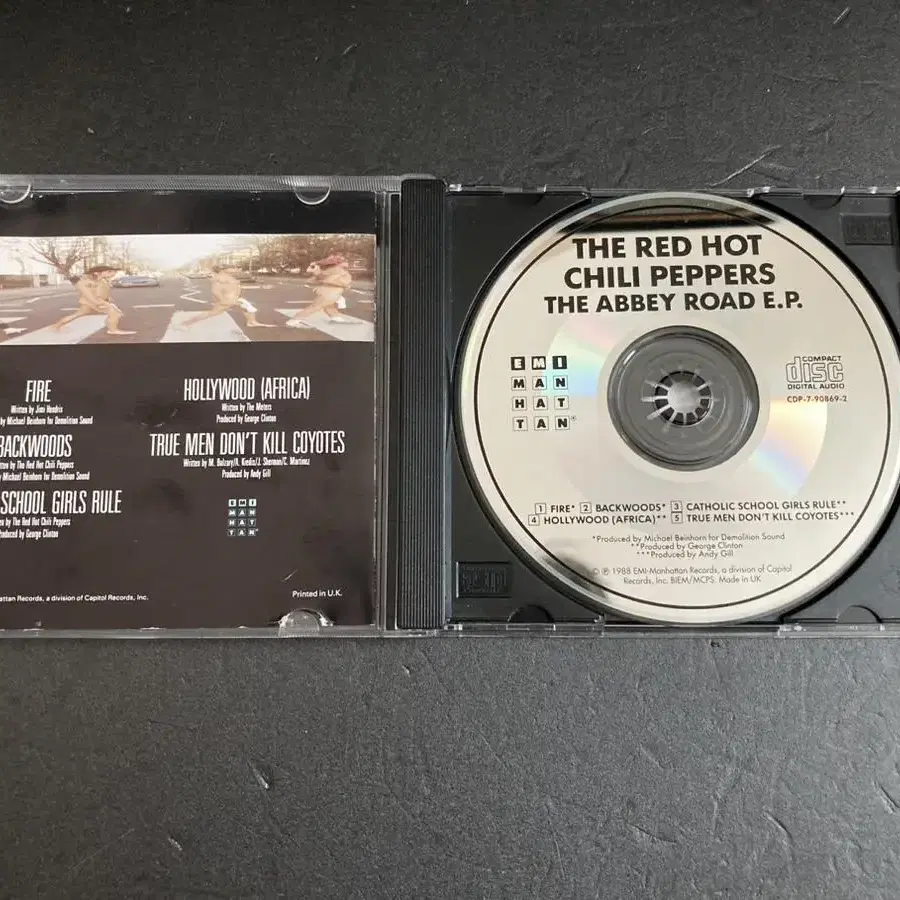 FIRE
Written by Jimi Hendrix
by Michael Beinhorn for Demolition Sound
BACKWOODS
tten by The Red Hot Chili Peppers
y Michael Beinhorn for Demolition Sound
SCHOOL GIRLS RULE
en by The Red Hot Chili Peppers
Produced by George Clinton
HOLLYWOOD (AFRICA)
Written by The Meters
Produced by George Clinton
TRUE MEN DON'T KILL COYOTES
Written by M. Balzary/A. Kiedis/J. Sherman/C. Martinez
Produced by Andy Gill
EMI
MAN
HAT
TAN
hattan Records, a division of Capitol Records, Inc.
Printed in U.K.
THE RED HOT
CHILI PEPPERS
THE ABBEY ROAD E.P.
EMI
MAN
HAT
TAN®
COMPACT
disc
DIGITAL AUDIO
CDP-7-90869-2
1 FIRE* 2 BACKWOODS* 3 CATHOLIC SCHOOL GIRLS RULE**
4 HOLLYWOOD (AFRICA)** 5 TRUE MEN DON'T KILL COYOTES***
*Produced by Michael Beinhorn for Demolition Sound
**Produced by George Clinton
***Produced by Andy Gill
© ℗ 1988 EMI-Manhattan Records, a division of Capitol
Records, Inc. BIEM/MCPS. Made in UK